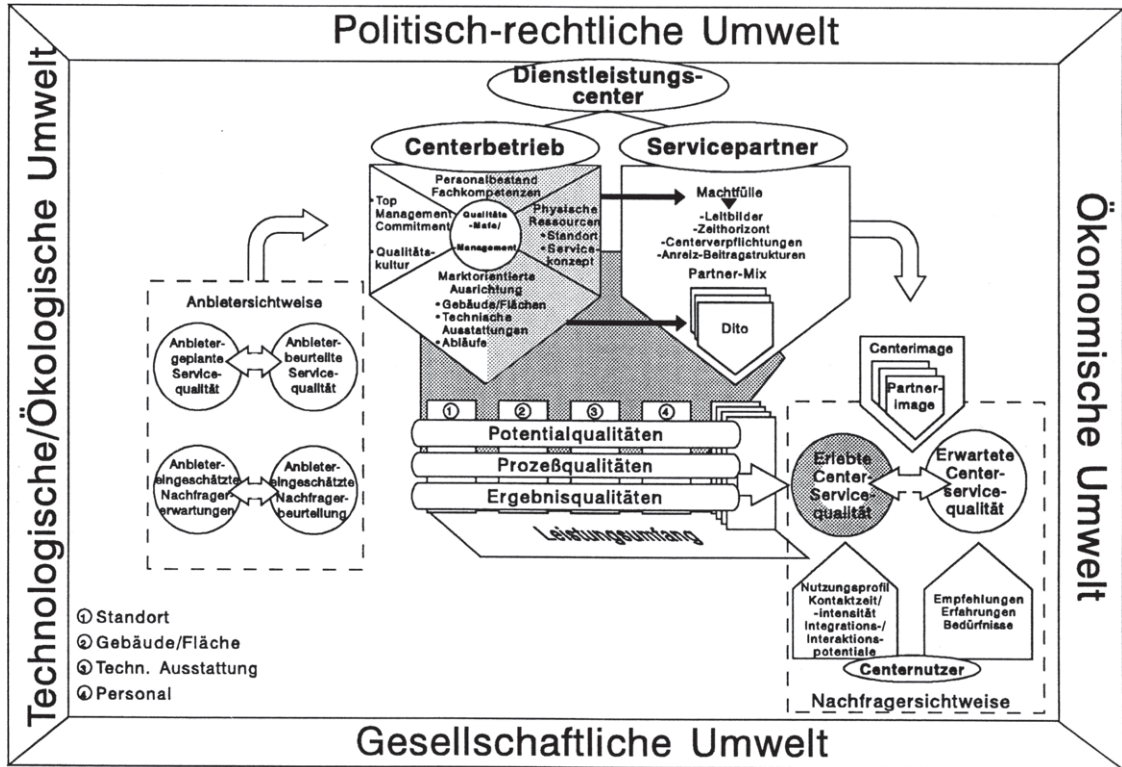 Politisch-rechtliche Umwelt
Technologische/Ökologische Umwelt
Ökonomische Umwelt
Dienstleistungs-
center
Centerbetrieb
Servicepartner
Personalbestand
Fachkompetenzen
• Top
Management
Commitment
• Qualitäts-
kultur
Qualitäts
-Maße/
Management
Physische
Ressourcen
• Standort
• Service-
konzept
Marktorientierte
Ausrichtung
• Gebäude/Flächen
• Technische
Ausstattungen
• Abläufe
Machtfülle
-Leitbilder
-Zeithorizont
-Centerverpflichtungen
-Anreiz-Beitragstrukturen
Partner-Mix
Dito
Anbietersichtweise
Anbieter-
geplante
Service-
qualität
Anbieter-
beurteilte
Service-
qualität
Anbieter-
eingeschätzte
Nachfrager-
erwartungen
Anbieter-
eingeschätzte
Nachfrager-
beurteilung
Centerimage
Partner-
image
① ② ③ ④
Potentialqualitäten
Prozeßqualitäten
Ergebnisqualitäten
Leistungsumfang
Erlebte
Center-
Service-
qualität
Erwartete
Center-
service-
qualität
Nutzungsprofil
Kontaktzeit/
-intensität
Integrations-/
Interaktions-
potentiale
Empfehlungen
Erfahrungen
Bedürfnisse
Centernutzer
Nachfragersichtweise
① Standort
② Gebäude/Fläche
③ Techn. Ausstattung
④ Personal
Gesellschaftliche Umwelt